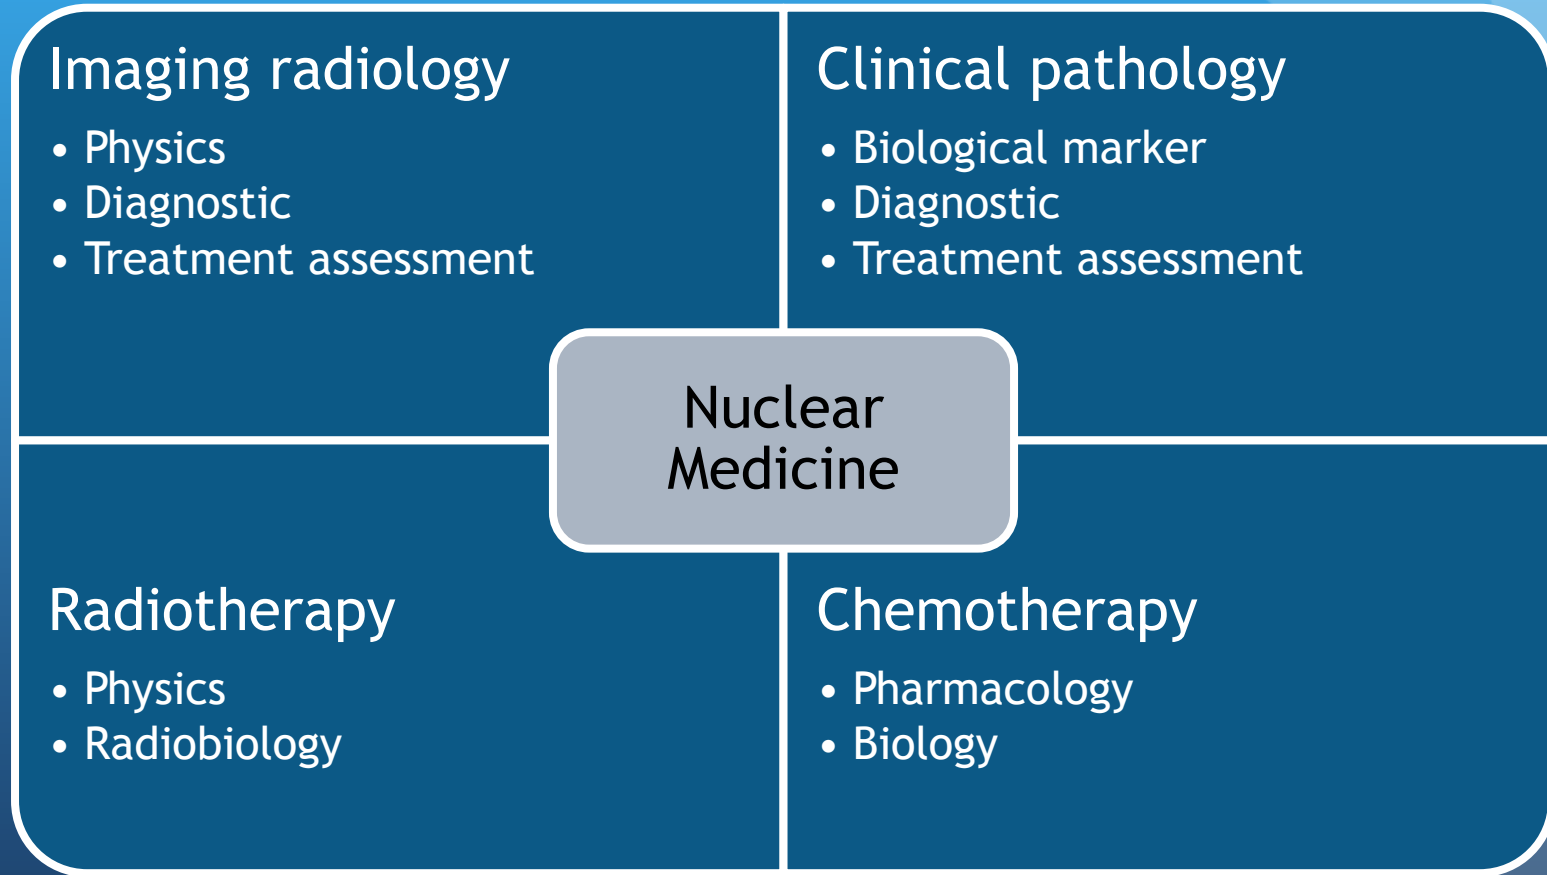 Imaging radiology
• Physics
• Diagnostic
• Treatment assessment
Clinical pathology
• Biological marker
• Diagnostic
• Treatment assessment
Nuclear
Medicine
Radiotherapy
• Physics
• Radiobiology
Chemotherapy
• Pharmacology
• Biology